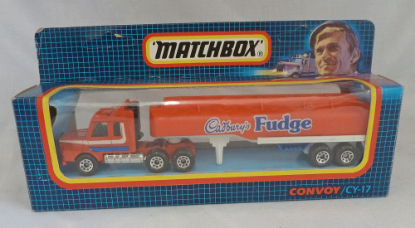 "MATCHBOX"®
Cadbury's Fudge
CONVOY/CY-17